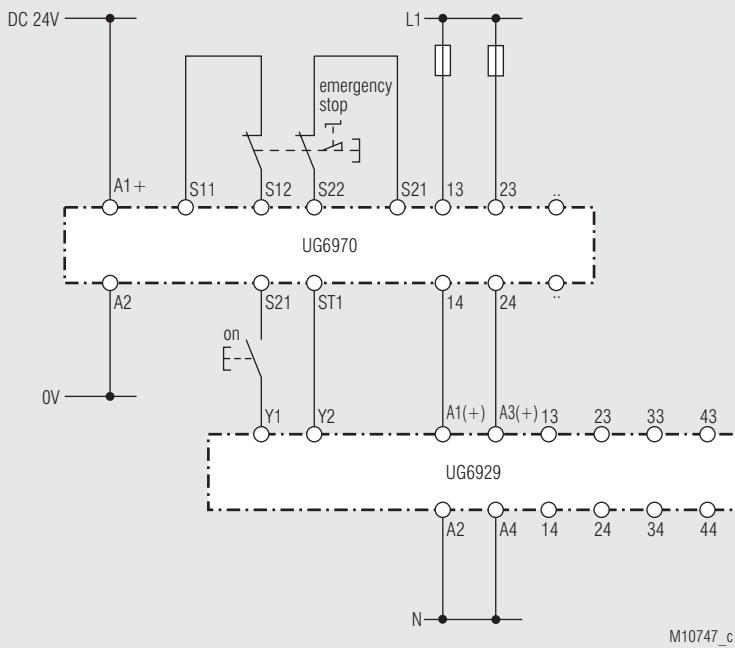 DC 24V
L1
emergency
stop
A1+ S11 S12 S22 S21 13 23 ..
UG6970
A2 S21 ST1 14 24 ..
on
0V
Y1 Y2 A1(+) A3(+) 13 23 33 43
UG6929
A2 A4 14 24 34 44
N
M10747_c